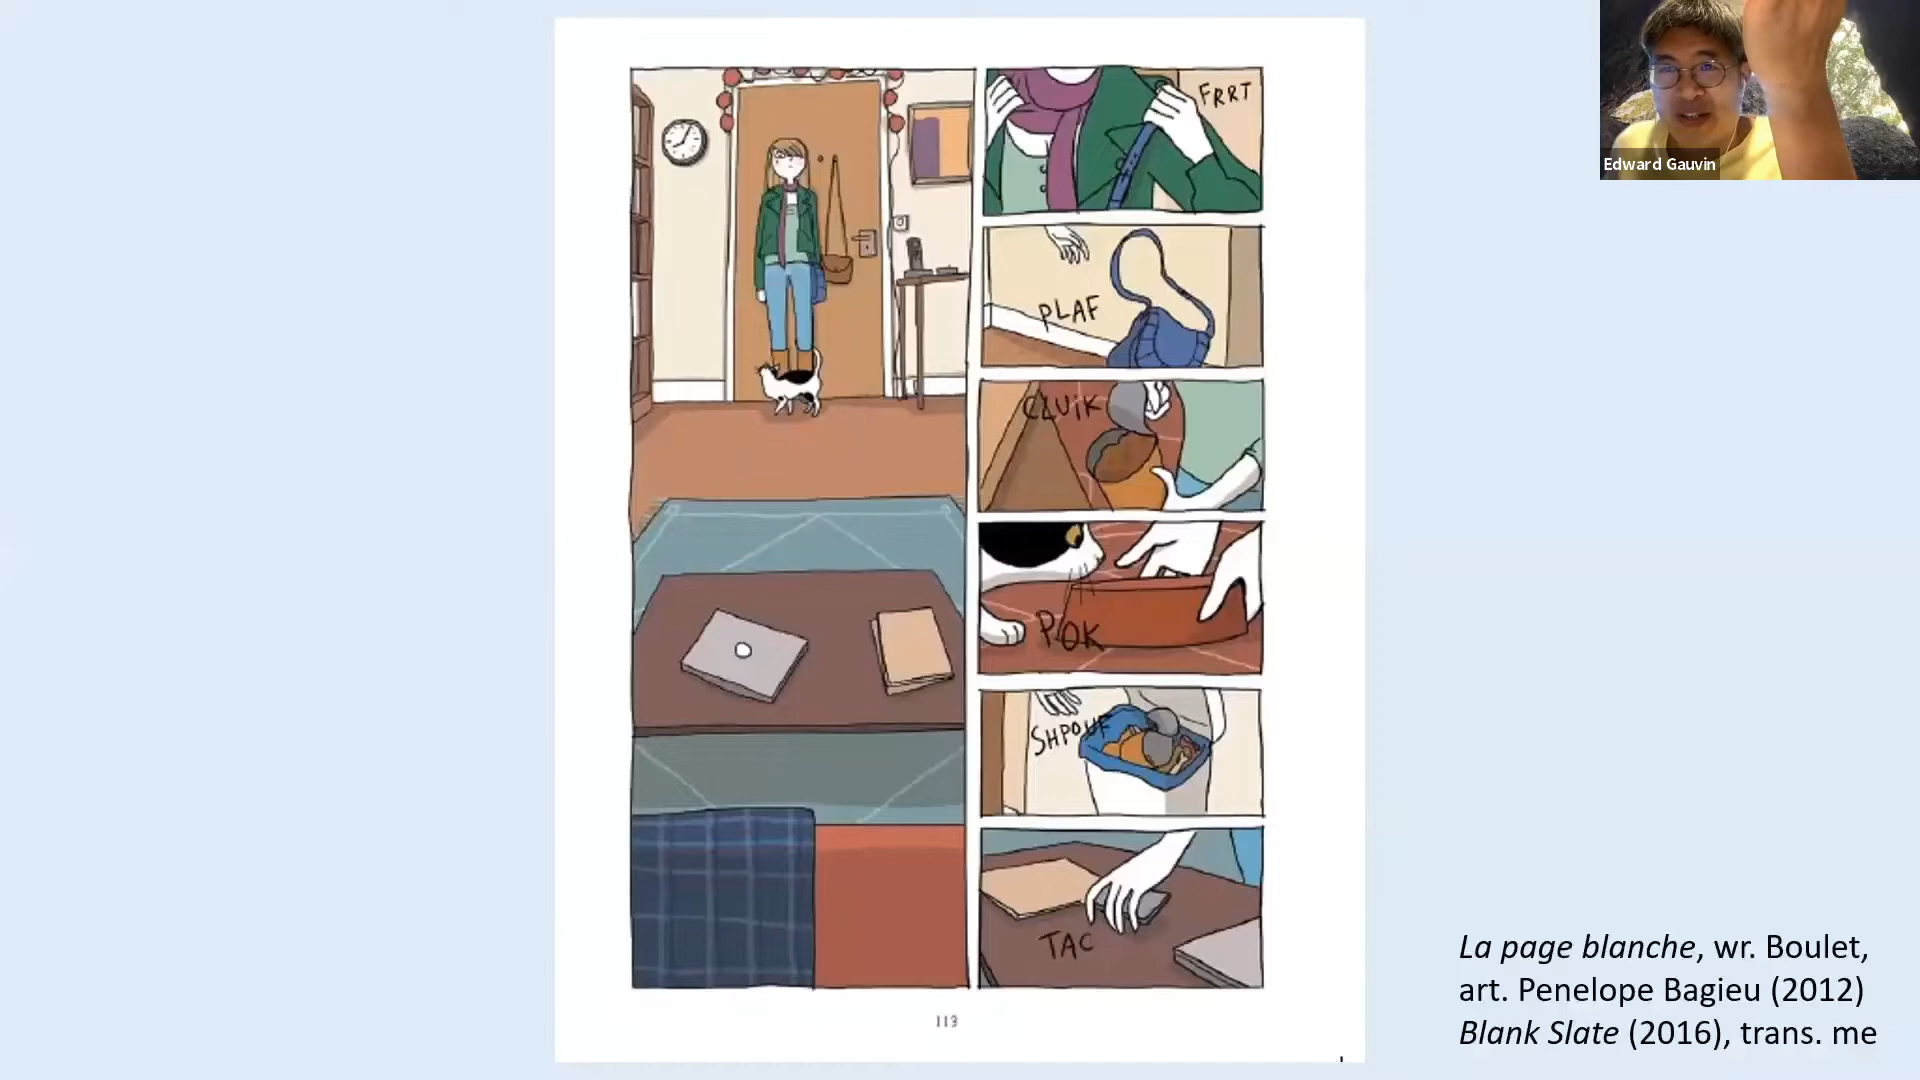 Edward Gauvin
FRRT
PLAF
CLUIK
POK
SHPOUF
TAC
113
La page blanche, wr. Boulet,
art. Penelope Bagieu (2012)
Blank Slate (2016), trans. me